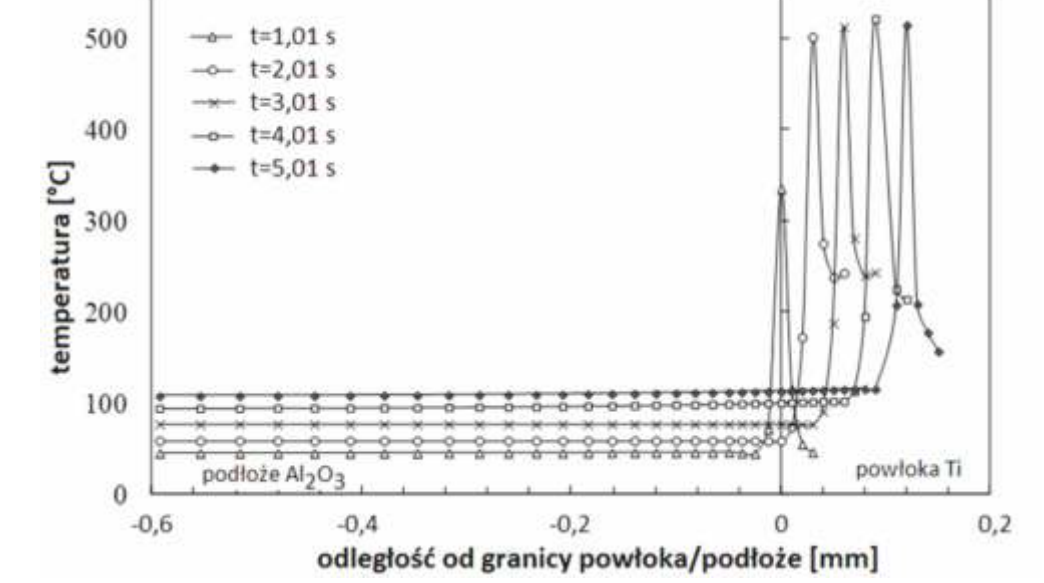 500
400
300
200
100
0
temperatura [°C]
t=1,01 s
t=2,01 s
t=3,01 s
t=4,01 s
t=5,01 s
podłoże Al₂O₃
powłoka Ti
-0,6 -0,4 -0,2 0 0,2
odległość od granicy powłoka/podłoże [mm]